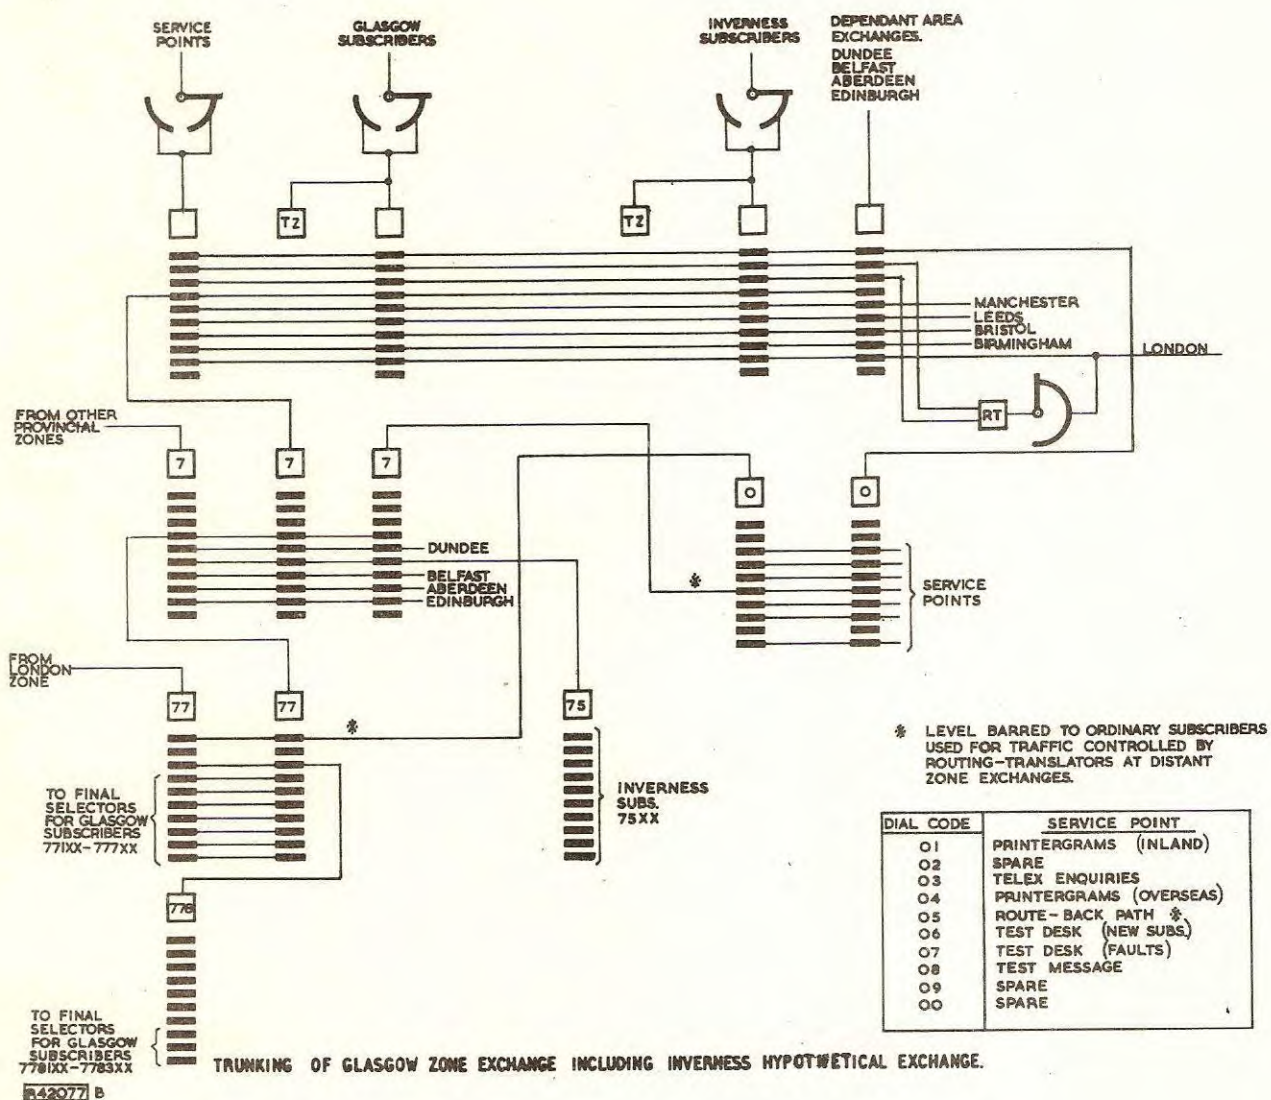 SERVICE
POINTS
GLASGOW
SUBSCRIBERS
INVERNESS
SUBSCRIBERS
DEPENDANT AREA
EXCHANGES.
DUNDEE
BELFAST
ABERDEEN
EDINBURGH
TZ
TZ
MANCHESTER
LEEDS
BRISTOL
BIRMINGHAM
LONDON
RT
FROM OTHER
PROVINCIAL
ZONES
7
7
7
O
O
DUNDEE
BELFAST
ABERDEEN
EDINBURGH
*
SERVICE
POINTS
FROM
LONDON
ZONE
77
77
*
75
TO FINAL
SELECTORS
FOR GLASGOW
SUBSCRIBERS
771XX-777XX
INVERNESS
SUBS.
75XX
* LEVEL BARRED TO ORDINARY SUBSCRIBERS
USED FOR TRAFFIC CONTROLLED BY
ROUTING-TRANSLATORS AT DISTANT
ZONE EXCHANGES.
778
DIAL CODE SERVICE POINT
01 PRINTERGRAMS (INLAND)
02 SPARE
03 TELEX ENQUIRIES
04 PRINTERGRAMS (OVERSEAS)
05 ROUTE-BACK PATH *
06 TEST DESK (NEW SUBS.)
07 TEST DESK (FAULTS)
08 TEST MESSAGE
09 SPARE
00 SPARE
TO FINAL
SELECTORS
FOR GLASGOW
SUBSCRIBERS
7781XX-7783XX
TRUNKING OF GLASGOW ZONE EXCHANGE INCLUDING INVERNESS HYPOTWETICAL EXCHANGE.
A42077 B